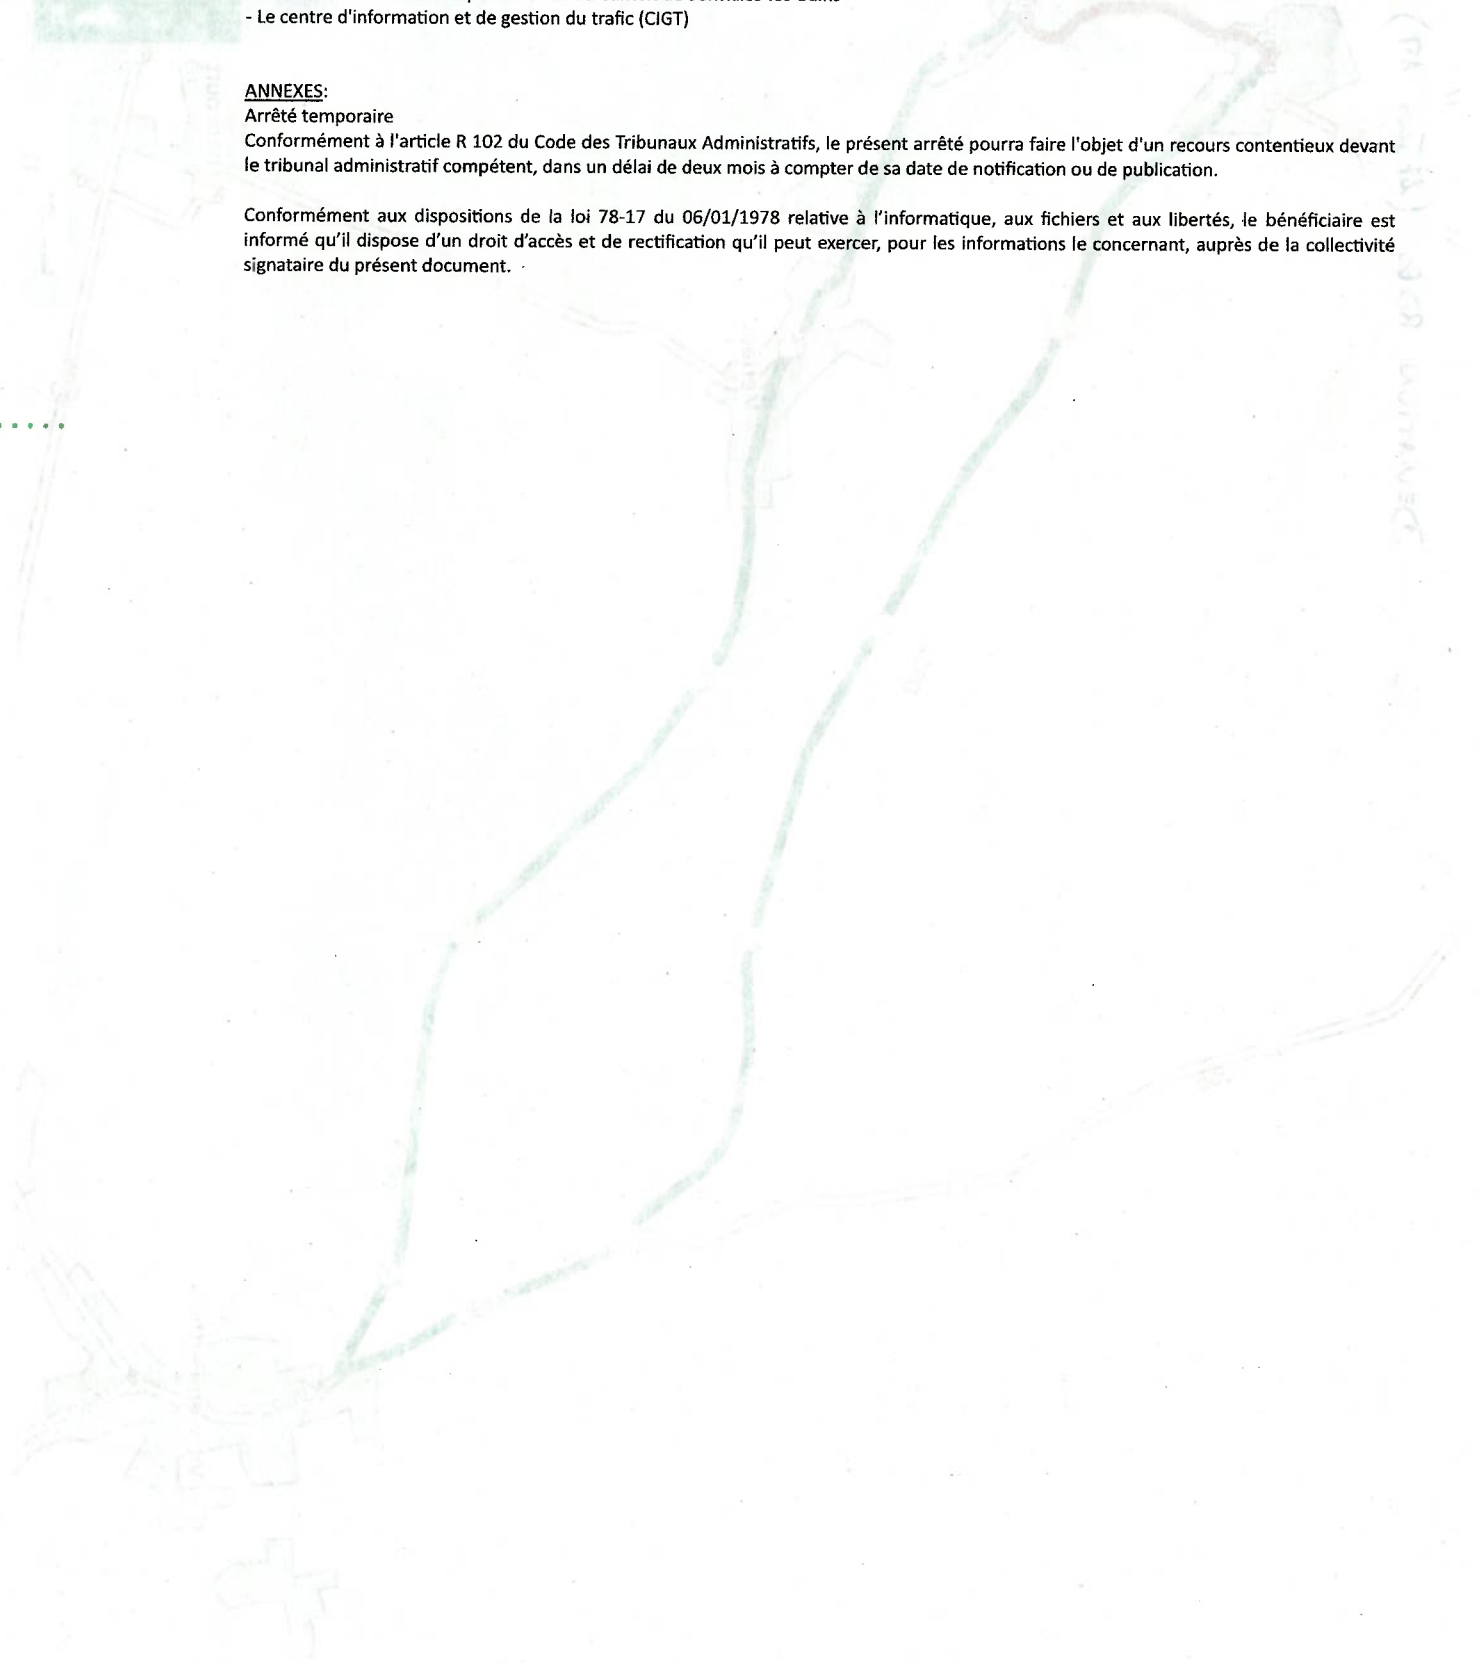 - Le centre d'information et de gestion du trafic (CIGT)
ANNEXES:
Arrêté temporaire
Conformément à l'article R 102 du Code des Tribunaux Administratifs, le présent arrêté pourra faire l'objet d'un recours contentieux devant
le tribunal administratif compétent, dans un délai de deux mois à compter de sa date de notification ou de publication.
Conformément aux dispositions de la loi 78-17 du 06/01/1978 relative à l'informatique, aux fichiers et aux libertés, le bénéficiaire est
informé qu'il dispose d'un droit d'accès et de rectification qu'il peut exercer, pour les informations le concernant, auprès de la collectivité
signataire du présent document.